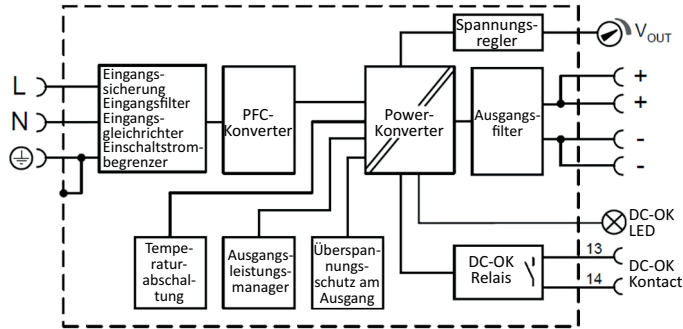 Spannungs-
regler
VOUT
L
N
Eingangs-
sicherung
Eingangsfilter
Eingangs-
gleichrichter
Einschaltstrom-
begrenzer
PFC-
Konverter
Power-
Konverter
Ausgangs-
filter
+
+
-
-
Tempe-
ratur-
abschal-
tung
Ausgangs-
leistungs-
manager
Überspan-
nungs-
schutz am
Ausgang
DC-OK
LED
DC-OK
Relais
13
14
DC-OK
Kontact